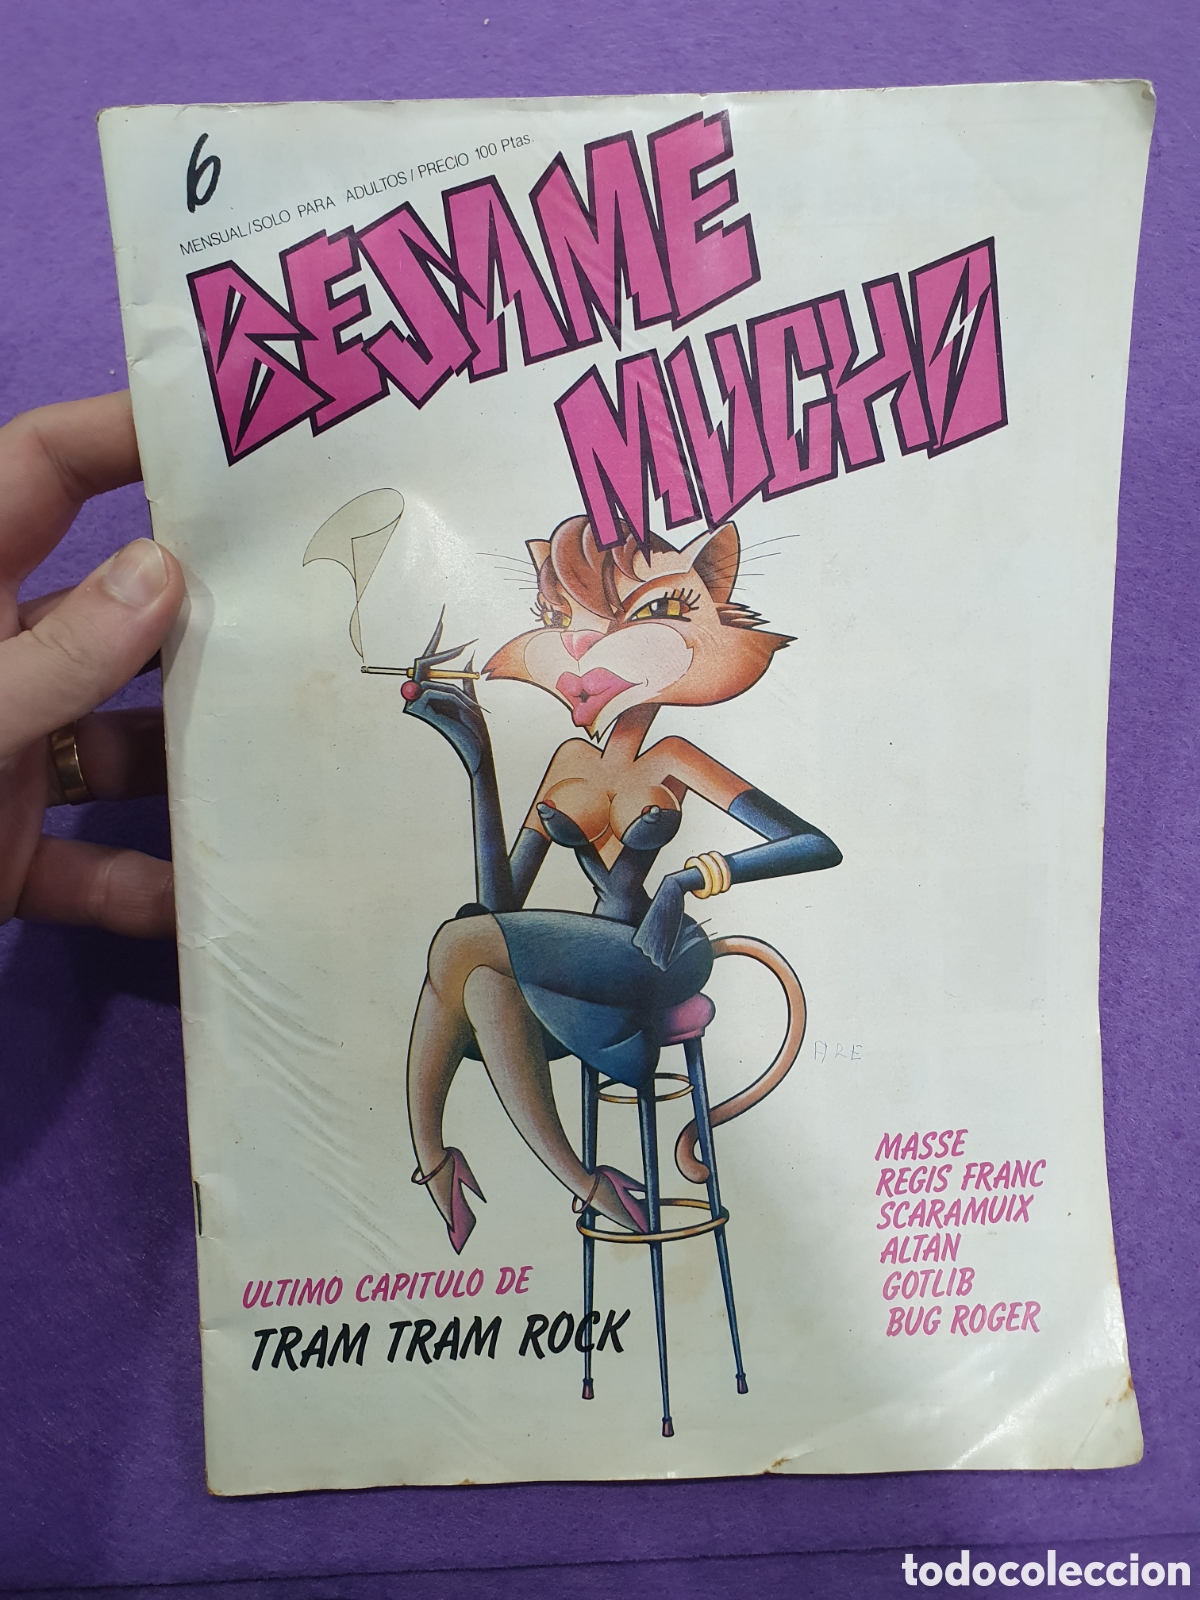 6
MENSUAL/SOLO PARA ADULTOS/PRECIO 100 Ptas.
BESAME
MUCHO
ARE
MASSE
REGIS FRANC
SCARAMUIX
ALTAN
GOTLIB
BUG ROGER
ULTIMO CAPITULO DE
TRAM TRAM ROCK
todocoleccion